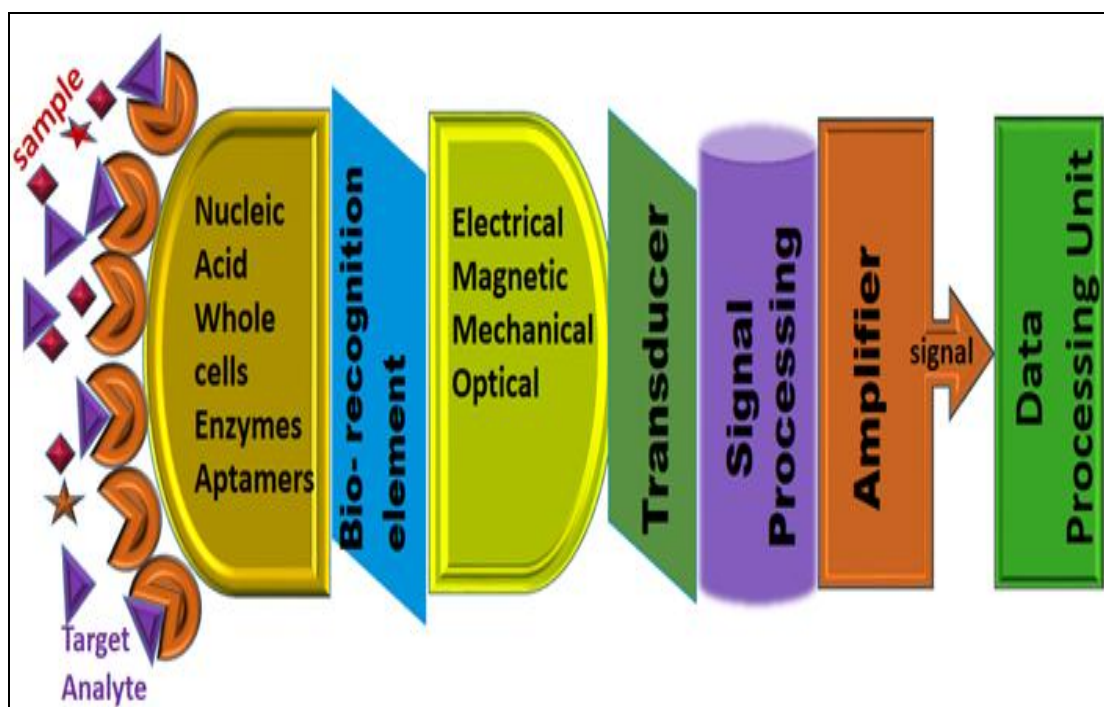 sample
Target
Analyte
Nucleic
Acid
Whole
cells
Enzymes
Aptamers
Bio- recognition
element
Electrical
Magnetic
Mechanical
Optical
Transducer
Signal
Processing
Amplifier
signal
Data
Processing Unit